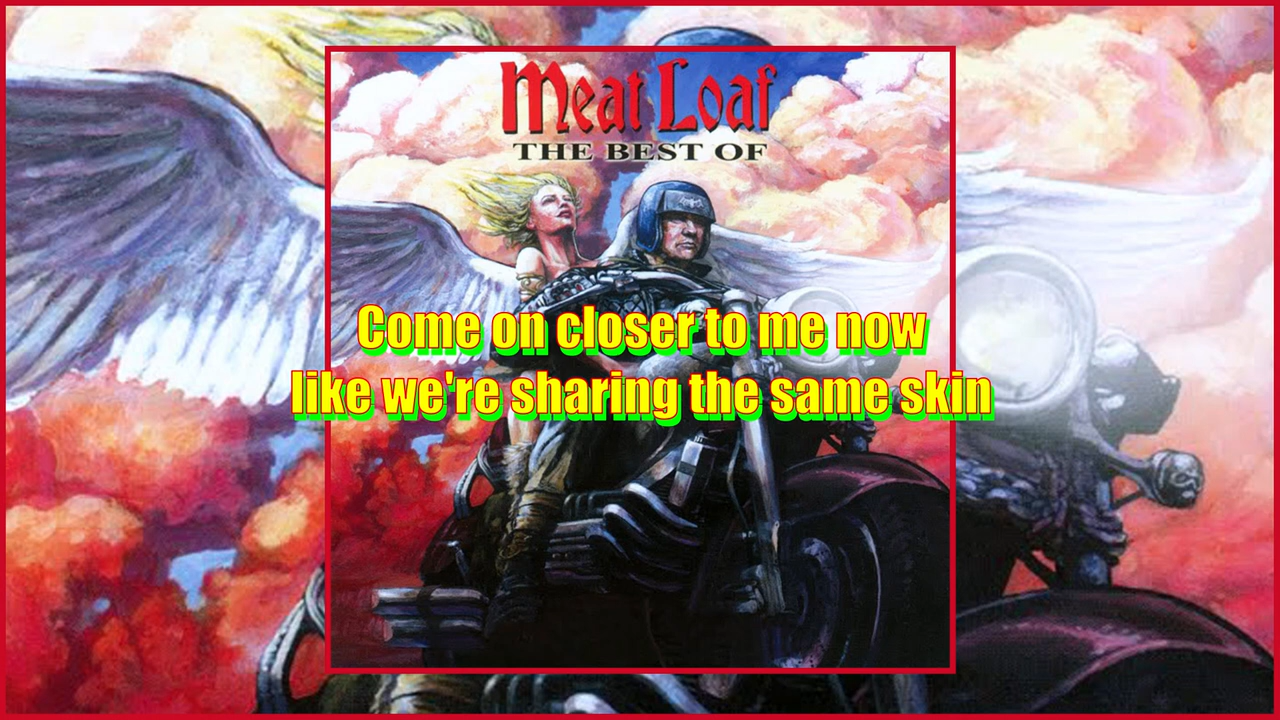 Meat Loaf
THE BEST OF
Come on closer to me now
like we're sharing the same skin